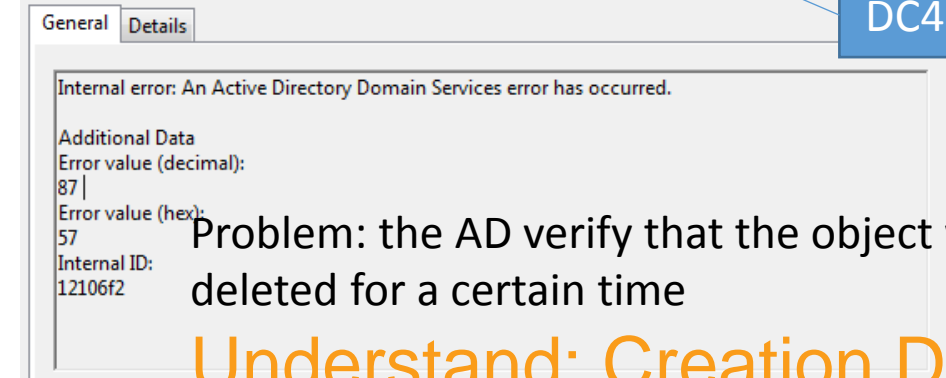 General Details
DC4
Internal error: An Active Directory Domain Services error has occurred.
Additional Data
Error value (decimal):
87
Error value (hex):
57
Internal ID:
12106f2
Problem: the AD verify that the object
deleted for a certain time
Understand: Creation D